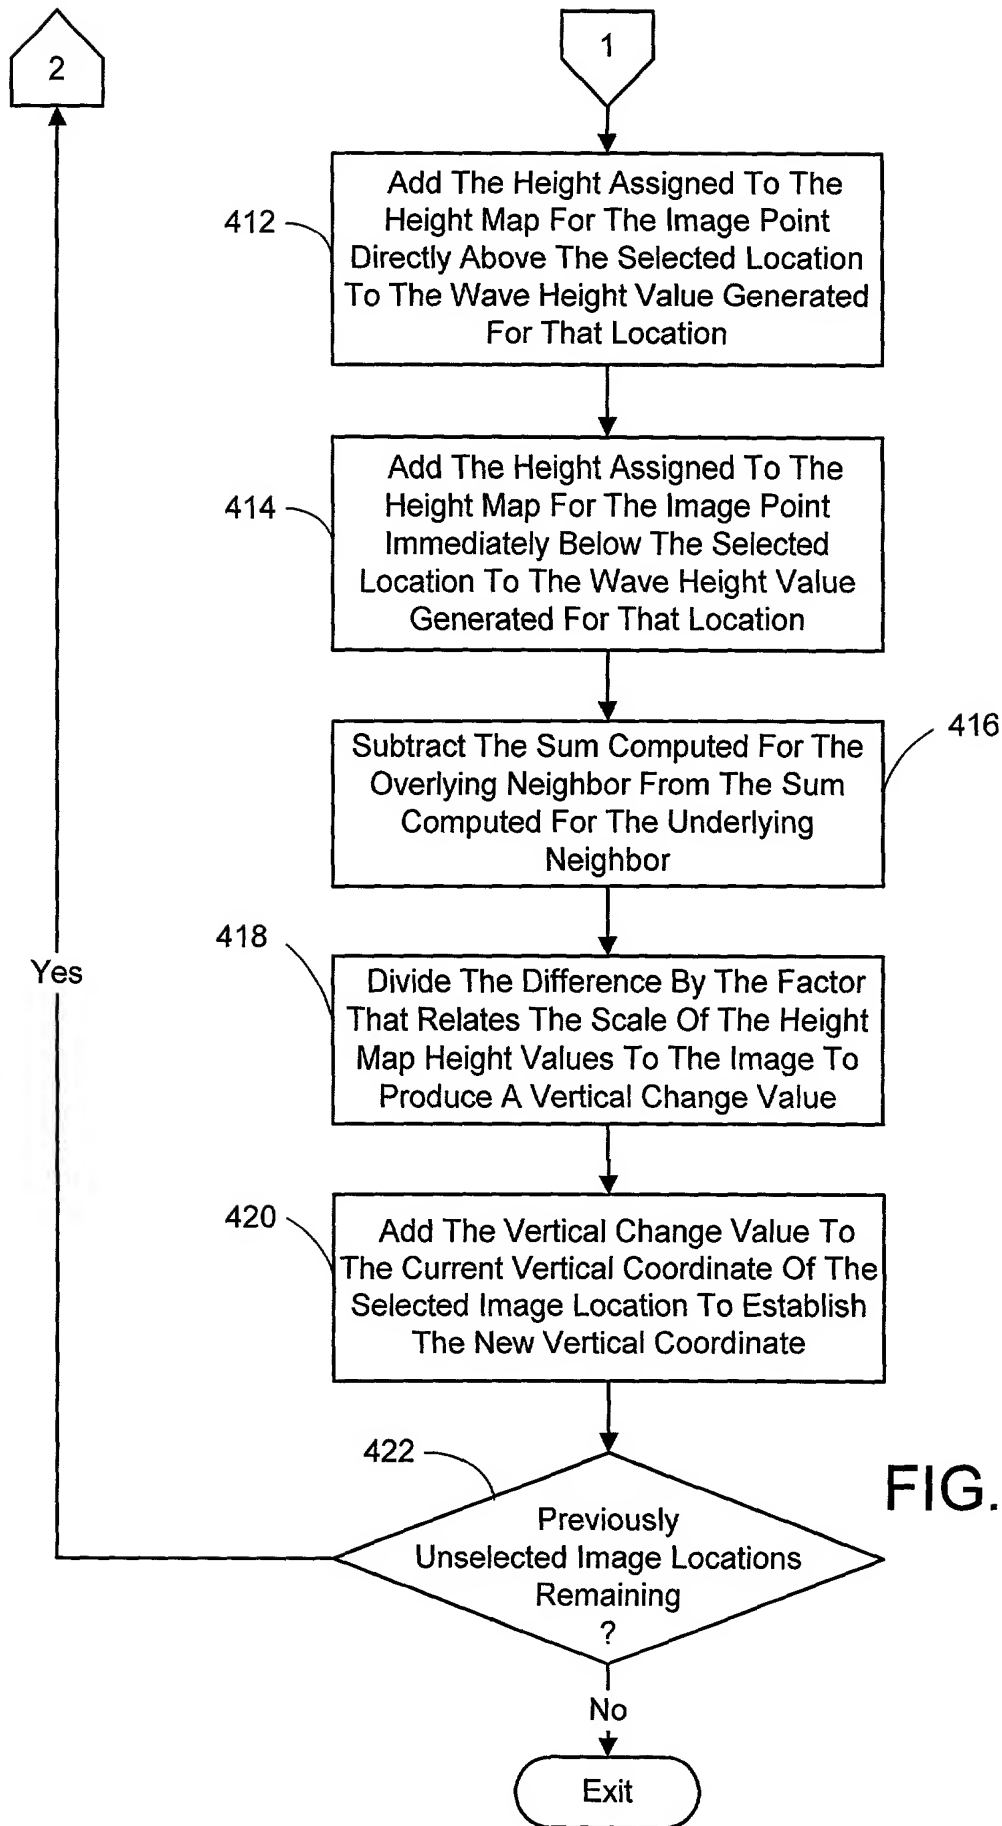 2
1
412
Add The Height Assigned To The
Height Map For The Image Point
Directly Above The Selected Location
To The Wave Height Value Generated
For That Location
414
Add The Height Assigned To The
Height Map For The Image Point
Immediately Below The Selected
Location To The Wave Height Value
Generated For That Location
416
Subtract The Sum Computed For The
Overlying Neighbor From The Sum
Computed For The Underlying
Neighbor
Yes
418
Divide The Difference By The Factor
That Relates The Scale Of The Height
Map Height Values To The Image To
Produce A Vertical Change Value
420
Add The Vertical Change Value To
The Current Vertical Coordinate Of The
Selected Image Location To Establish
The New Vertical Coordinate
422
Previously
Unselected Image Locations
Remaining
?
FIG.
No
Exit